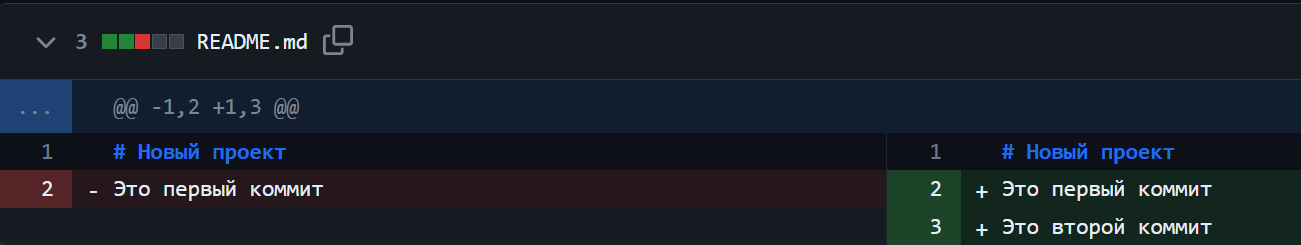 3 README.md
... @@ -1,2 +1,3 @@
1 # Новый проект 1 # Новый проект
2 - Это первый коммит 2 + Это первый коммит
3 + Это второй коммит